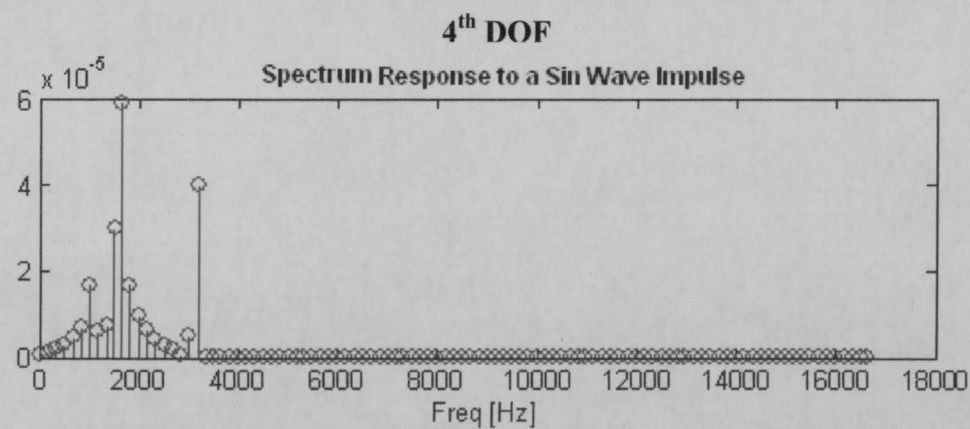 4th DOF
x 10-5
Spectrum Response to a Sin Wave Impulse
6
4
2
0
0 2000 4000 6000 8000 10000 12000 14000 16000 18000
Freq [Hz]